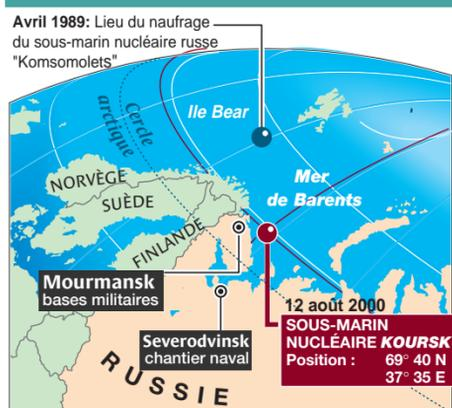 Avril 1989: Lieu du naufrage
du sous-marin nucléaire russe
"Komsomolets"
Cercle
arctique
Ile Bear
Mer
de Barents
NORVÈGE
SUÈDE
FINLANDE
Mourmansk
bases militaires
Severodvinsk
chantier naval
RUSSIE
12 août 2000
SOUS-MARIN
NUCLÉAIRE KOURSK
Position : 69° 40 N
37° 35 E